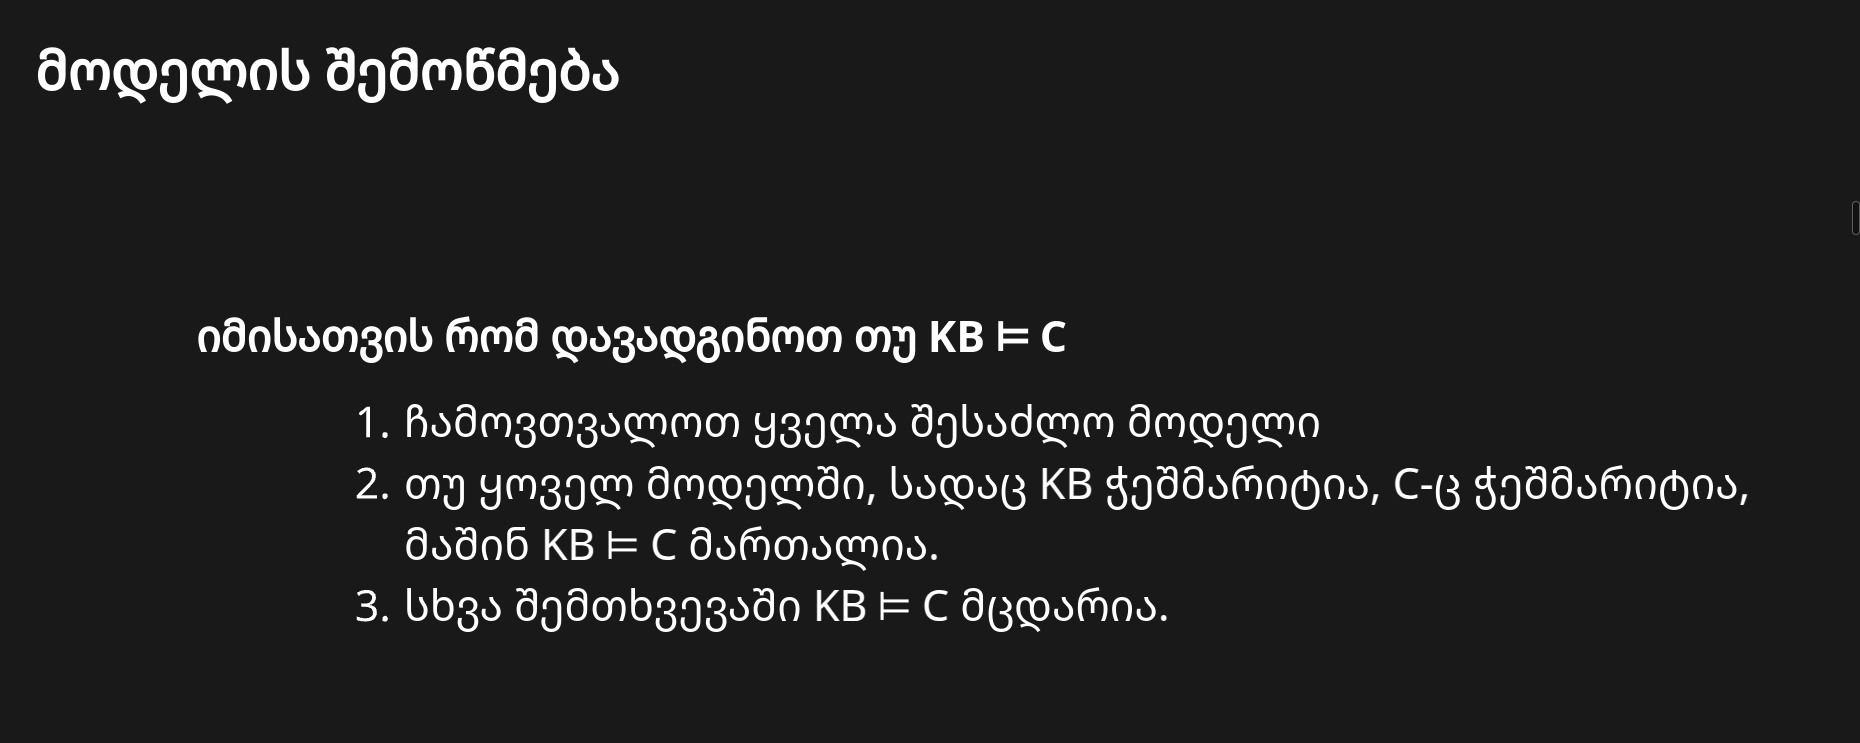 მოდელის შემოწმება
იმისათვის რომ დავადგინოთ თუ KB ⊨ C
1. ჩამოვთვალოთ ყველა შესაძლო მოდელი
2. თუ ყოველ მოდელში, სადაც KB ჭეშმარიტია, C-ც ჭეშმარიტია,
მაშინ KB ⊨ C მართალია.
3. სხვა შემთხვევაში KB ⊨ C მცდარია.